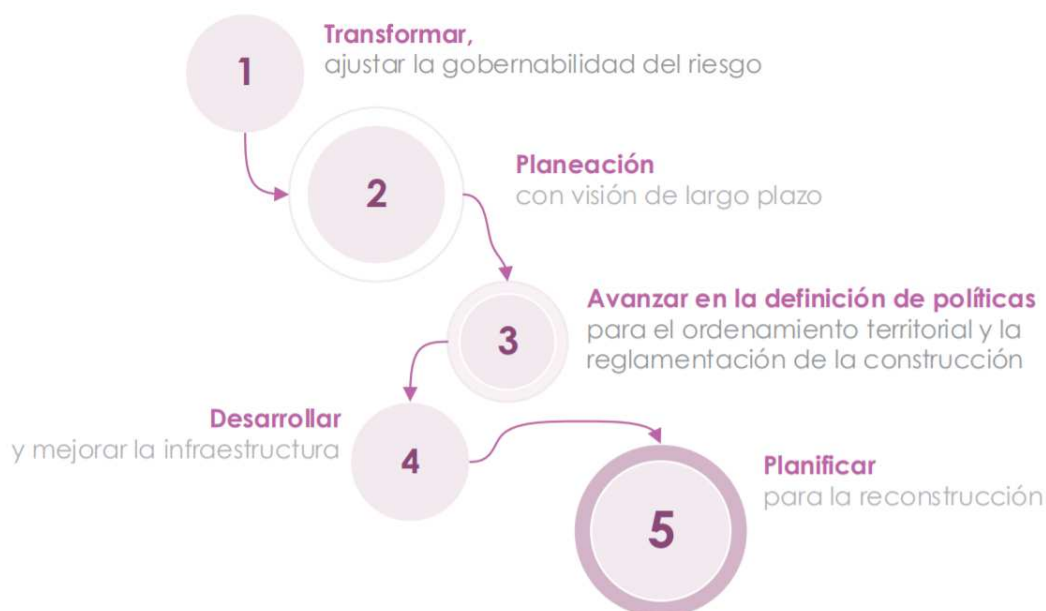 1
Transformar,
ajustar la gobernabilidad del riesgo
2
Planeación
con visión de largo plazo
3
Avanzar en la definición de políticas
para el ordenamiento territorial y la
reglamentación de la construcción
4
Desarrollar
y mejorar la infraestructura
5
Planificar
para la reconstrucción